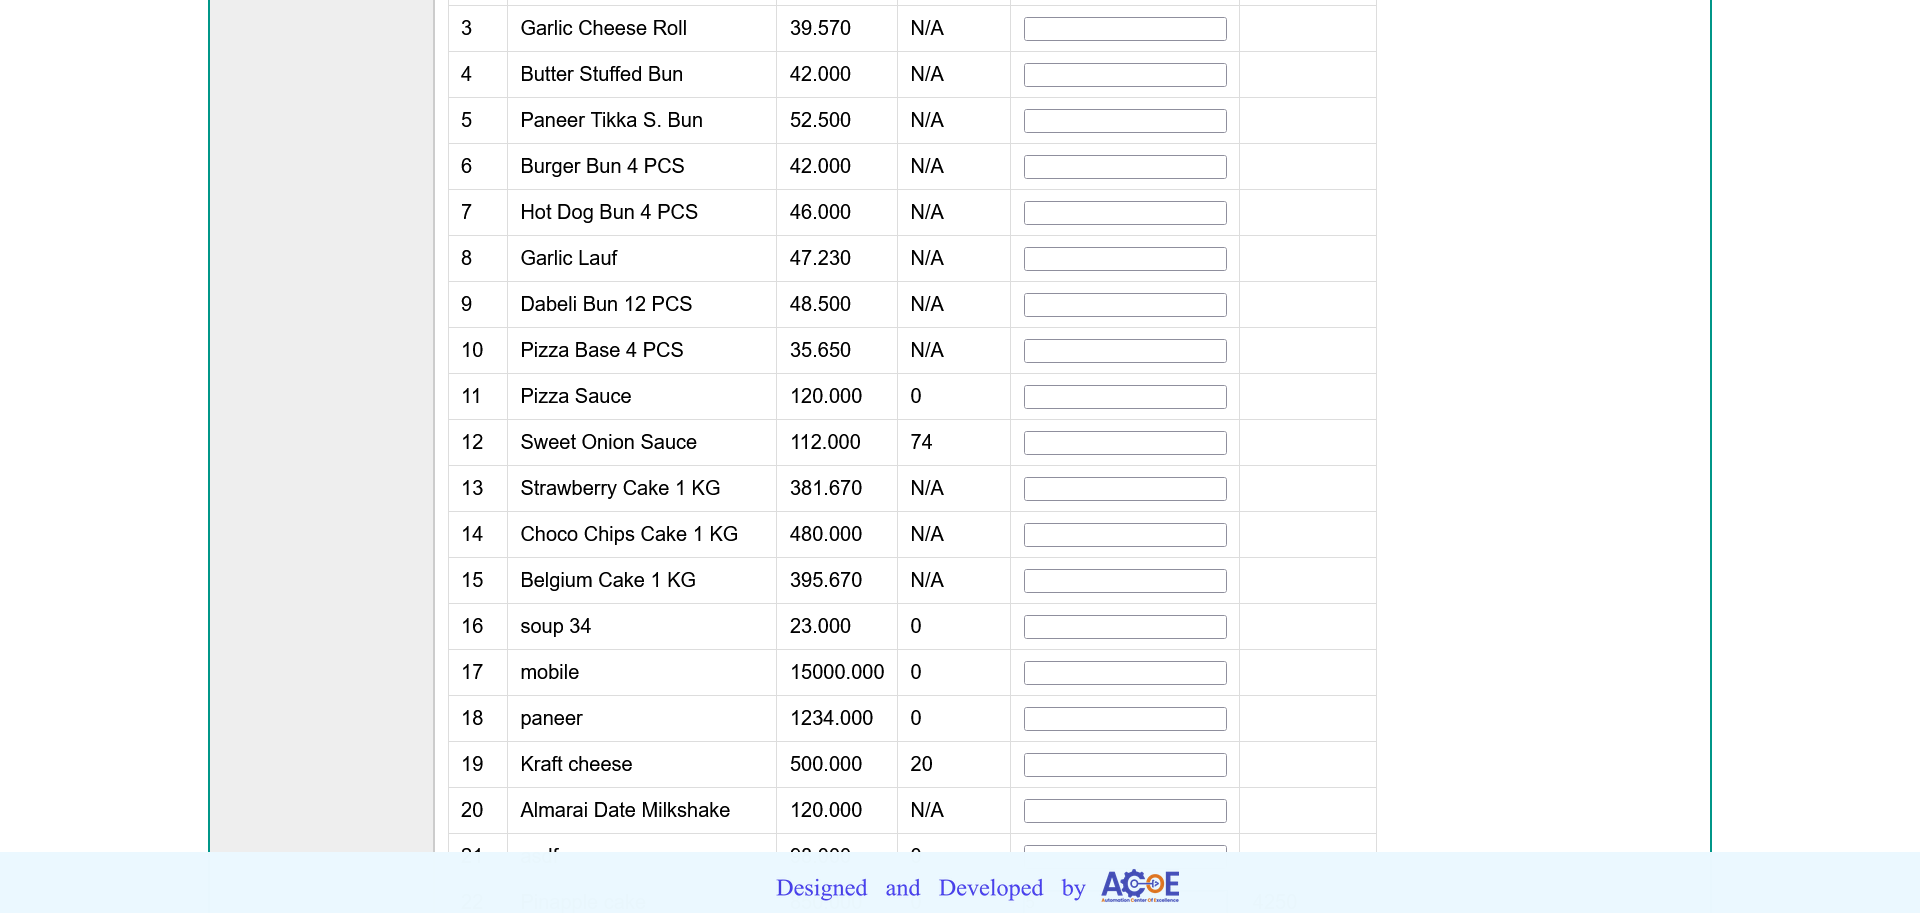 3 Garlic Cheese Roll 39.570 N/A
4 Butter Stuffed Bun 42.000 N/A
5 Paneer Tikka S. Bun 52.500 N/A
6 Burger Bun 4 PCS 42.000 N/A
7 Hot Dog Bun 4 PCS 46.000 N/A
8 Garlic Lauf 47.230 N/A
9 Dabeli Bun 12 PCS 48.500 N/A
10 Pizza Base 4 PCS 35.650 N/A
11 Pizza Sauce 120.000 0
12 Sweet Onion Sauce 112.000 74
13 Strawberry Cake 1 KG 381.670 N/A
14 Choco Chips Cake 1 KG 480.000 N/A
15 Belgium Cake 1 KG 395.670 N/A
16 soup 34 23.000 0
17 mobile 15000.000 0
18 paneer 1234.000 0
19 Kraft cheese 500.000 20
20 Almarai Date Milkshake 120.000 N/A
Designed and Developed by ACOE
Automation Center Of Excellence